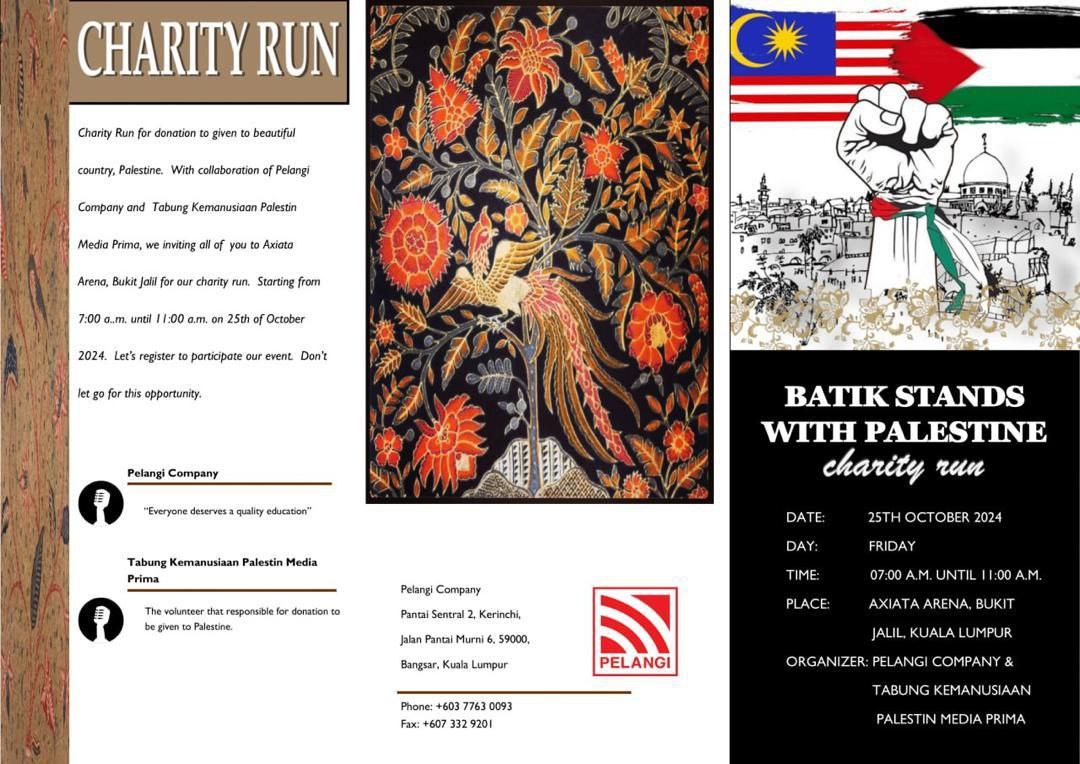 CHARITY RUN
Charity Run for donation to given to beautiful
country, Palestine. With collaboration of Pelangi
Company and Tabung Kemanusiaan Palestin
Media Prima, we inviting all of you to Axiata
Arena, Bukit Jalil for our charity run. Starting from
7:00 a..m. until 11:00 a.m. on 25th of October
2024. Let's register to participate our event. Don't
let go for this opportunity.
Pelangi Company
"Everyone deserves a quality education"
Tabung Kemanusiaan Palestin Media
Prima
The volunteer that responsible for donation to
be given to Palestine.
Pelangi Company
Pantai Sentral 2, Kerinchi,
Jalan Pantai Murni 6, 59000,
Bangsar, Kuala Lumpur
PELANGI
Phone: +603 7763 0093
Fax: +607 332 9201
BATIK STANDS
WITH PALESTINE
charity run
DATE: 25TH OCTOBER 2024
DAY: FRIDAY
TIME: 07:00 A.M. UNTIL 11:00 A.M.
PLACE: AXIATA ARENA, BUKIT
JALIL, KUALA LUMPUR
ORGANIZER: PELANGI COMPANY &
TABUNG KEMANUSIAAN
PALESTIN MEDIA PRIMA